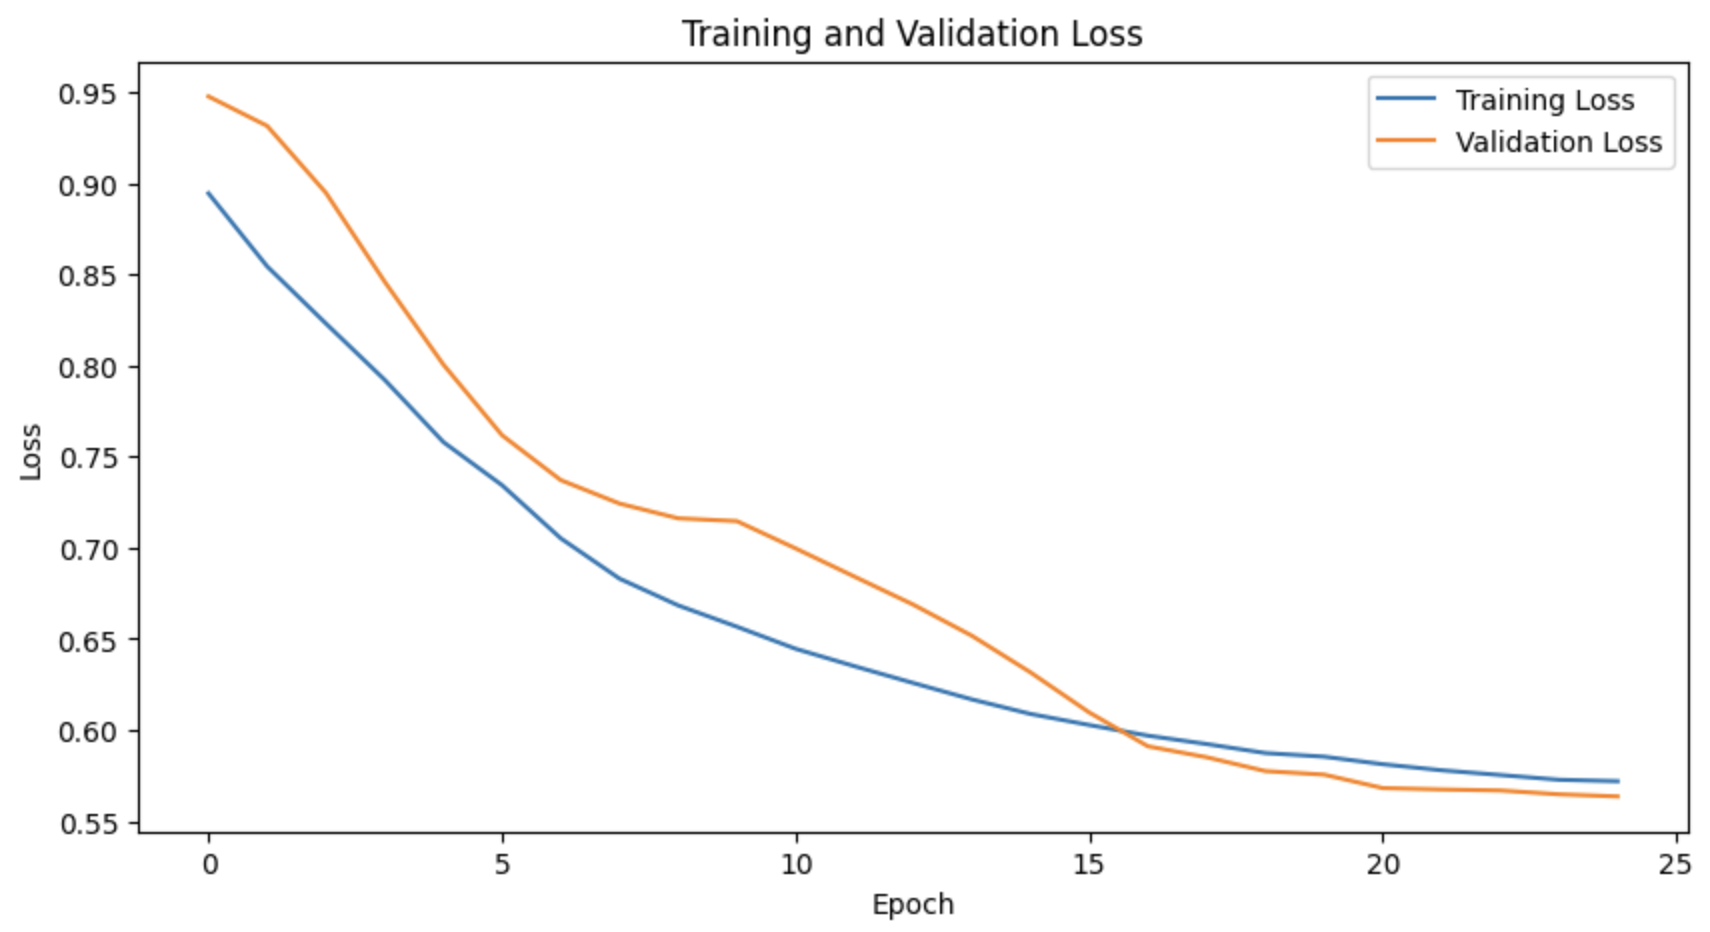 Training and Validation Loss
Training Loss
Validation Loss
0.95
0.90
0.85
0.80
0.75
0.70
0.65
0.60
0.55
Loss
0 5 10 15 20 25
Epoch